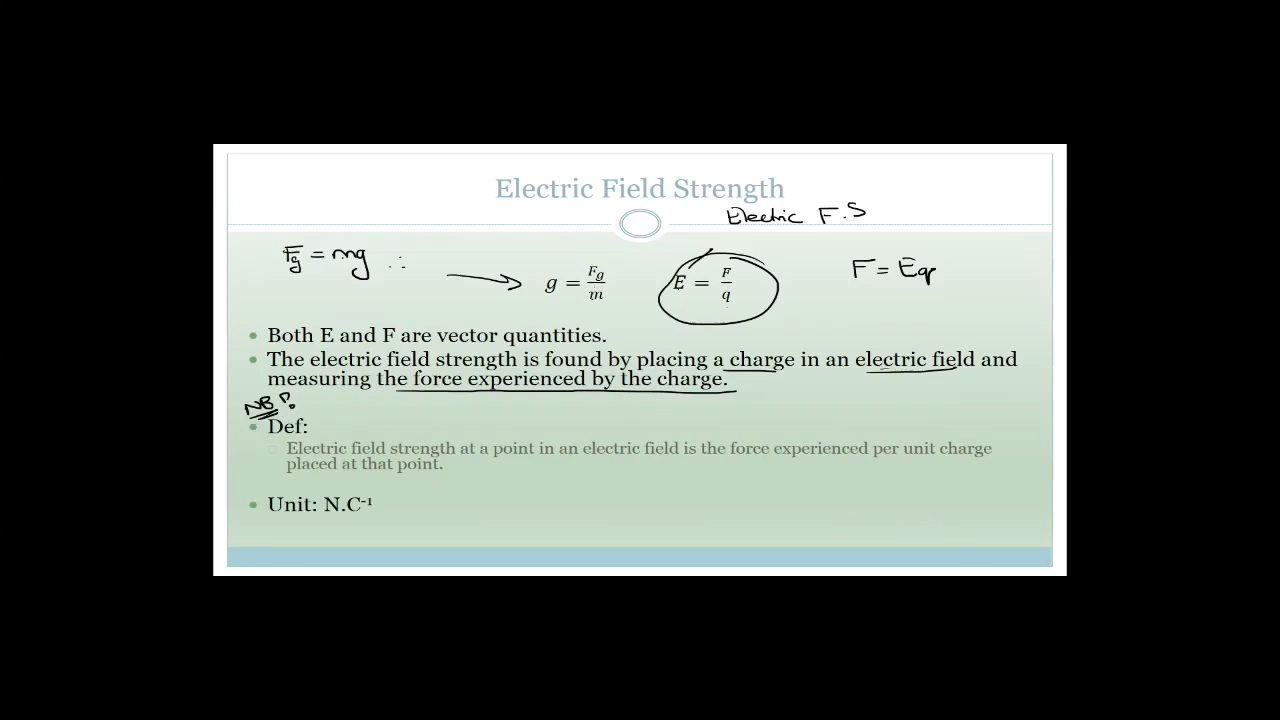 Electric Field Strength
Electric F.S
Fg = mg ∴
g = Fg/m
E = F/q
F = Eq
• Both E and F are vector quantities.
• The electric field strength is found by placing a charge in an electric field and
measuring the force experienced by the charge.
NB
• Def:
Electric field strength at a point in an electric field is the force experienced per unit charge
placed at that point.
• Unit: N.C⁻¹